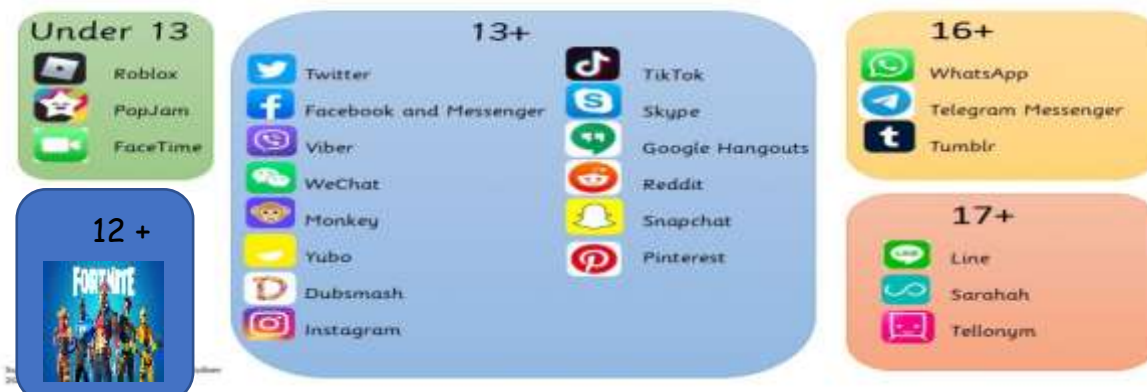 Under 13
Roblox
PopJam
FaceTime
12 +
FORTNITE
13+
Twitter
Facebook and Messenger
Viber
WeChat
Monkey
Yubo
Dubsmash
Instagram
TikTok
Skype
Google Hangouts
Reddit
Snapchat
Pinterest
16+
WhatsApp
Telegram Messenger
Tumblr
17+
Line
Sarahah
Tellonym